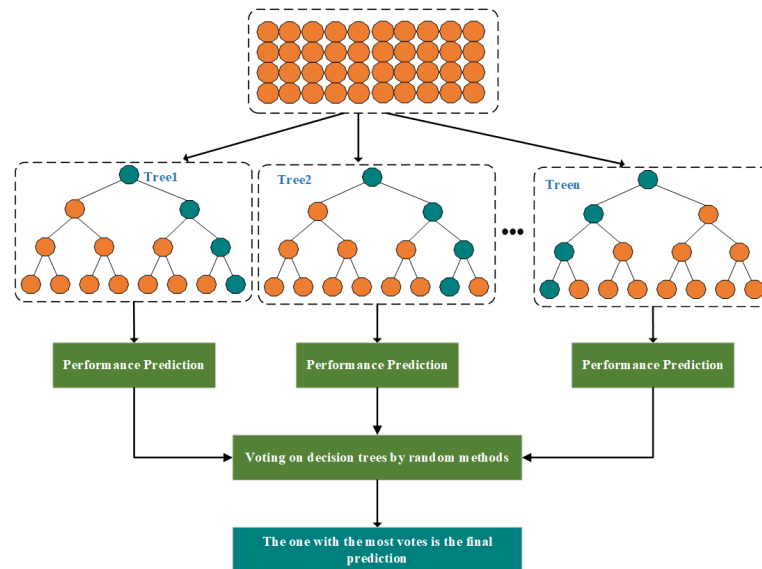 Tree1
Tree2
Treen
Performance Prediction
Performance Prediction
Performance Prediction
Voting on decision trees by random methods
The one with the most votes is the final
prediction